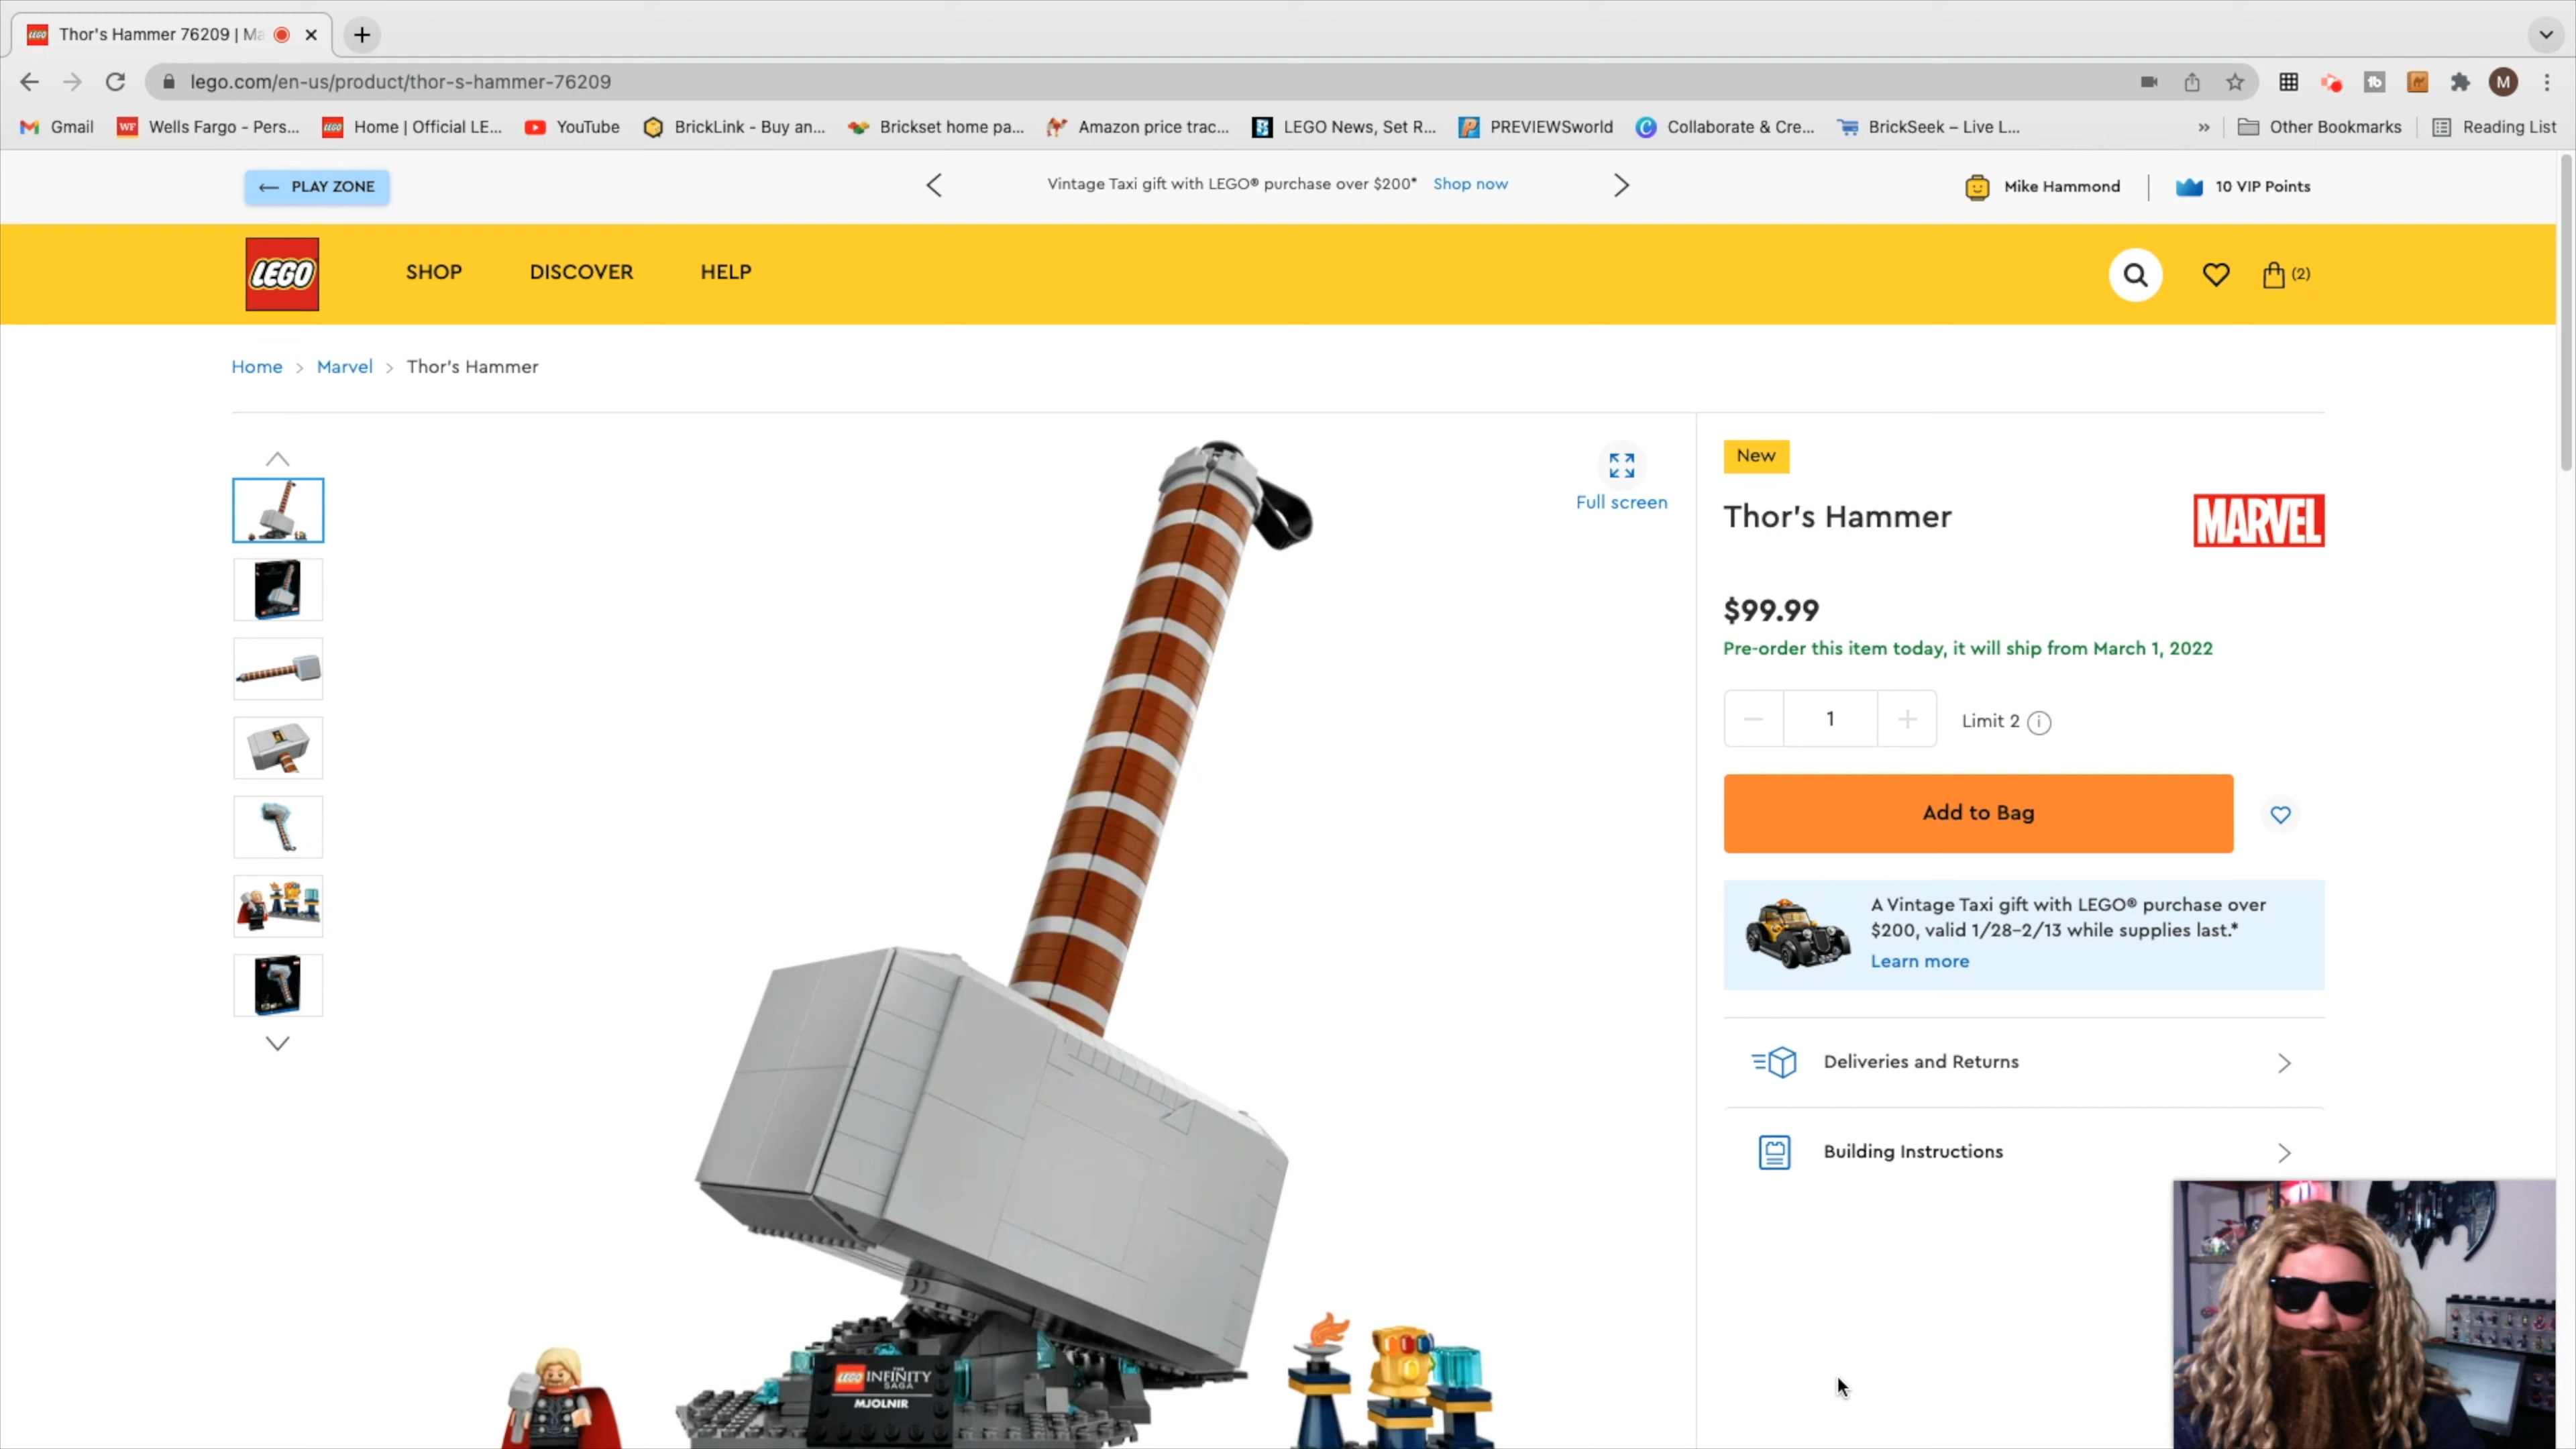 Thor's Hammer 76209 | Ma
lego.com/en-us/product/thor-s-hammer-76209
M
Gmail
WF Wells Fargo - Pers...
Home | Official LE...
YouTube
BrickLink - Buy an...
Brickset home pa...
Amazon price trac...
LEGO News, Set R...
PREVIEWSworld
Collaborate & Cre...
BrickSeek – Live L...
»
Other Bookmarks
Reading List
← PLAY ZONE
Vintage Taxi gift with LEGO® purchase over $200* Shop now
Mike Hammond
10 VIP Points
LEGO
SHOP
DISCOVER
HELP
(2)
Home > Marvel > Thor's Hammer
Full screen
New
Thor's Hammer
MARVEL
$99.99
Pre-order this item today, it will ship from March 1, 2022
1
Limit 2
Add to Bag
A Vintage Taxi gift with LEGO® purchase over
$200, valid 1/28–2/13 while supplies last.*
Learn more
Deliveries and Returns
Building Instructions
LEGO THE INFINITY SAGA
MJOLNIR